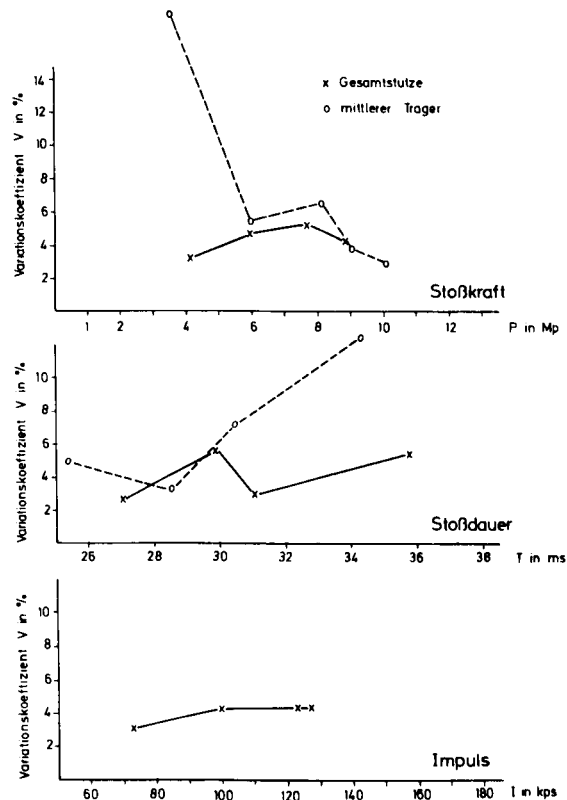 Variationskoeffizient V in %
14
12
10
8
6
4
2
x Gesamtstutze
o mittlerer Trager
Stoßkraft
1 2 4 6 8 10 12 P in Mp
Variationskoeffizient V in %
10
8
6
4
2
Stoßdauer
26 28 30 32 34 36 38 T in ms
Variationskoeffizient V in %
10
8
6
4
2
Impuls
60 80 100 120 140 160 180 I in kps